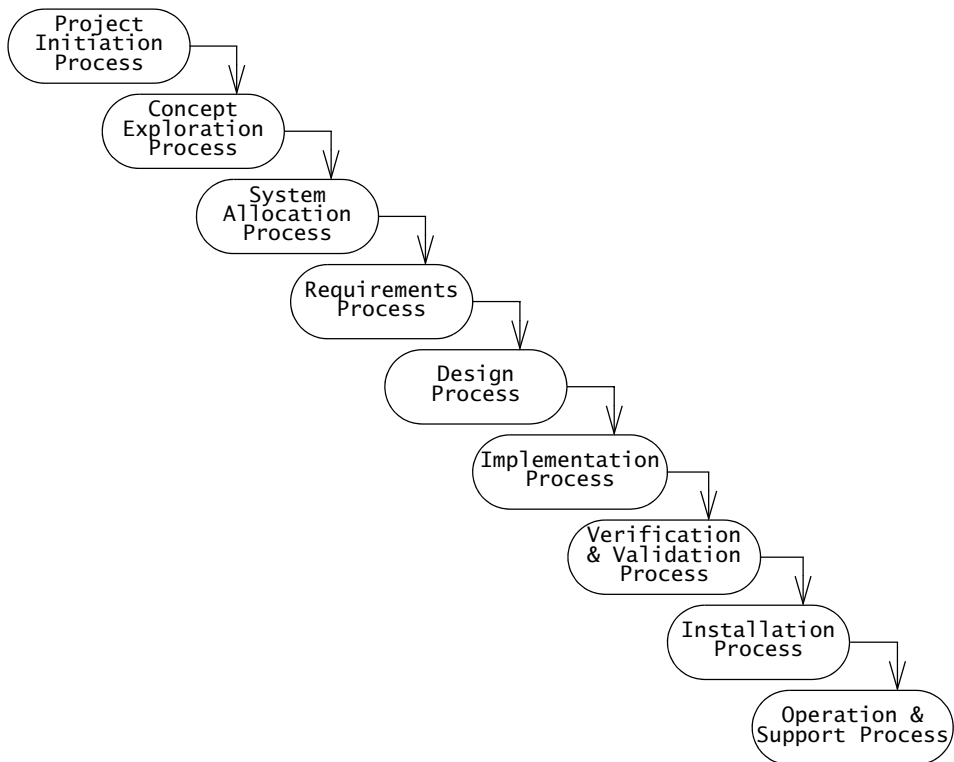 Project
Initiation
Process
Concept
Exploration
Process
System
Allocation
Process
Requirements
Process
Design
Process
Implementation
Process
Verification
& Validation
Process
Installation
Process
Operation &
Support Process